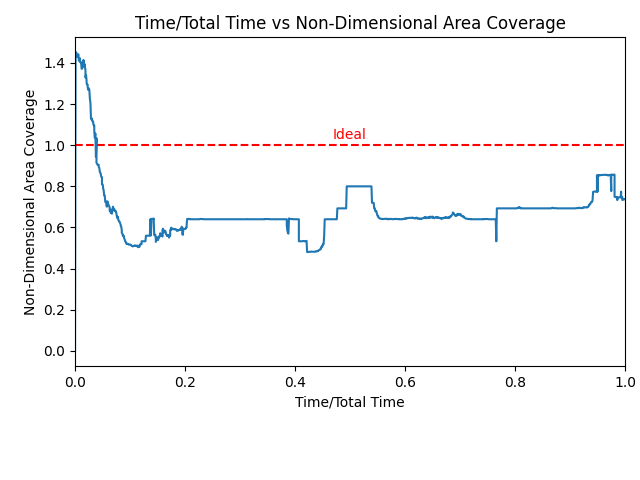 Time/Total Time vs Non-Dimensional Area Coverage
Non-Dimensional Area Coverage
1.4
1.2
1.0
0.8
0.6
0.4
0.2
0.0
Ideal
0.0 0.2 0.4 0.6 0.8 1.0
Time/Total Time